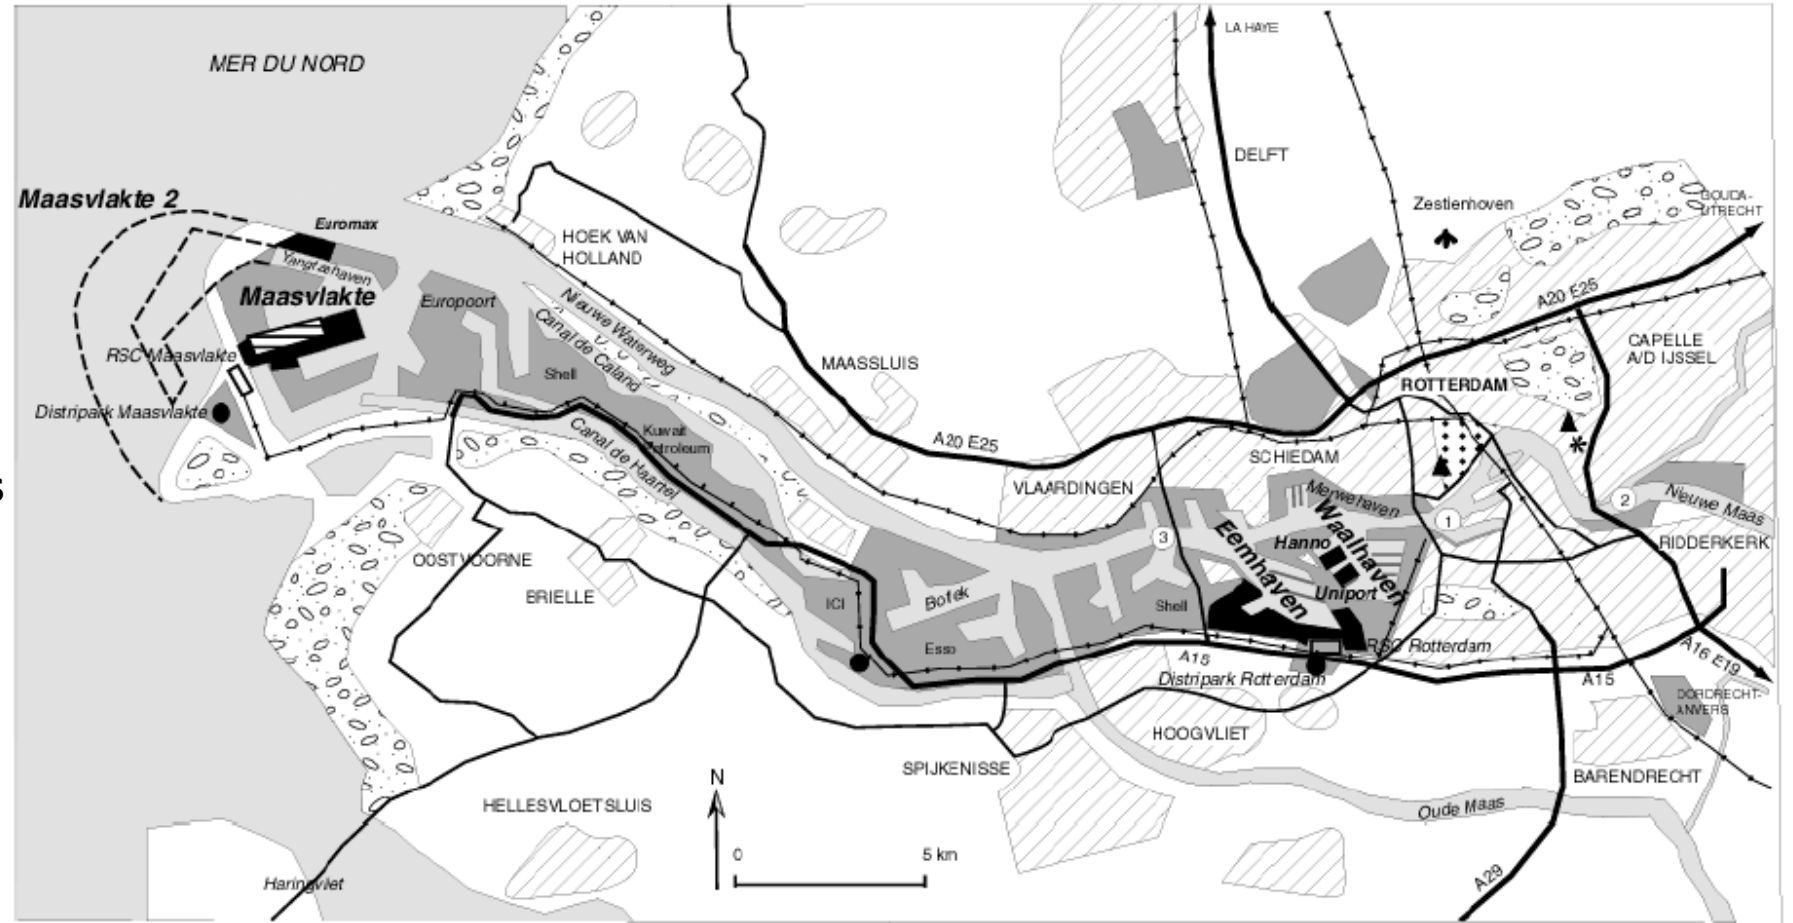 MER DU NORD
LA HAYE
DELFT
Zestienhoven
GOUDA-
UTRECHT
Maasvlakte 2
Euromax
Yangtzehaven
HOEK VAN
HOLLAND
Maasvlakte
Europoort
Nieuwe Waterweg
A20 E25
Canal de Caland
RSC Maasvlakte
MAASSLUIS
CAPELLE
A/D IJSSEL
Shell
ROTTERDAM
Distripark Maasvlakte
Kuwait
Petroleum
A20 E25
SCHIEDAM
Canal de Haartel
VLAARDINGEN
Merwehaven
2
Nieuwe Maas
1
3
Eemhaven
Hanno
Waalhaven
RIDDERKERK
OOSTVOORNE
BRIELLE
ICI
Botlek
Shell
Uniport
Esso
RSC Rotterdam
A15
A16 E19
Distripark Rotterdam
A15
DORDRECHT-
ANVERS
HOOGVLIET
SPIJKENISSE
BARENDRECHT
N
HELLESVLOETSLUIS
Oude Maas
0
5 km
Haringvliet
A29
s